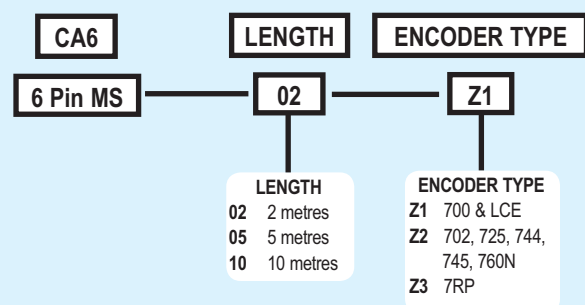 CA6 LENGTH ENCODER TYPE
6 Pin MS 02 Z1
LENGTH
02 2 metres
05 5 metres
10 10 metres
ENCODER TYPE
Z1 700 & LCE
Z2 702, 725, 744,
745, 760N
Z3 7RP